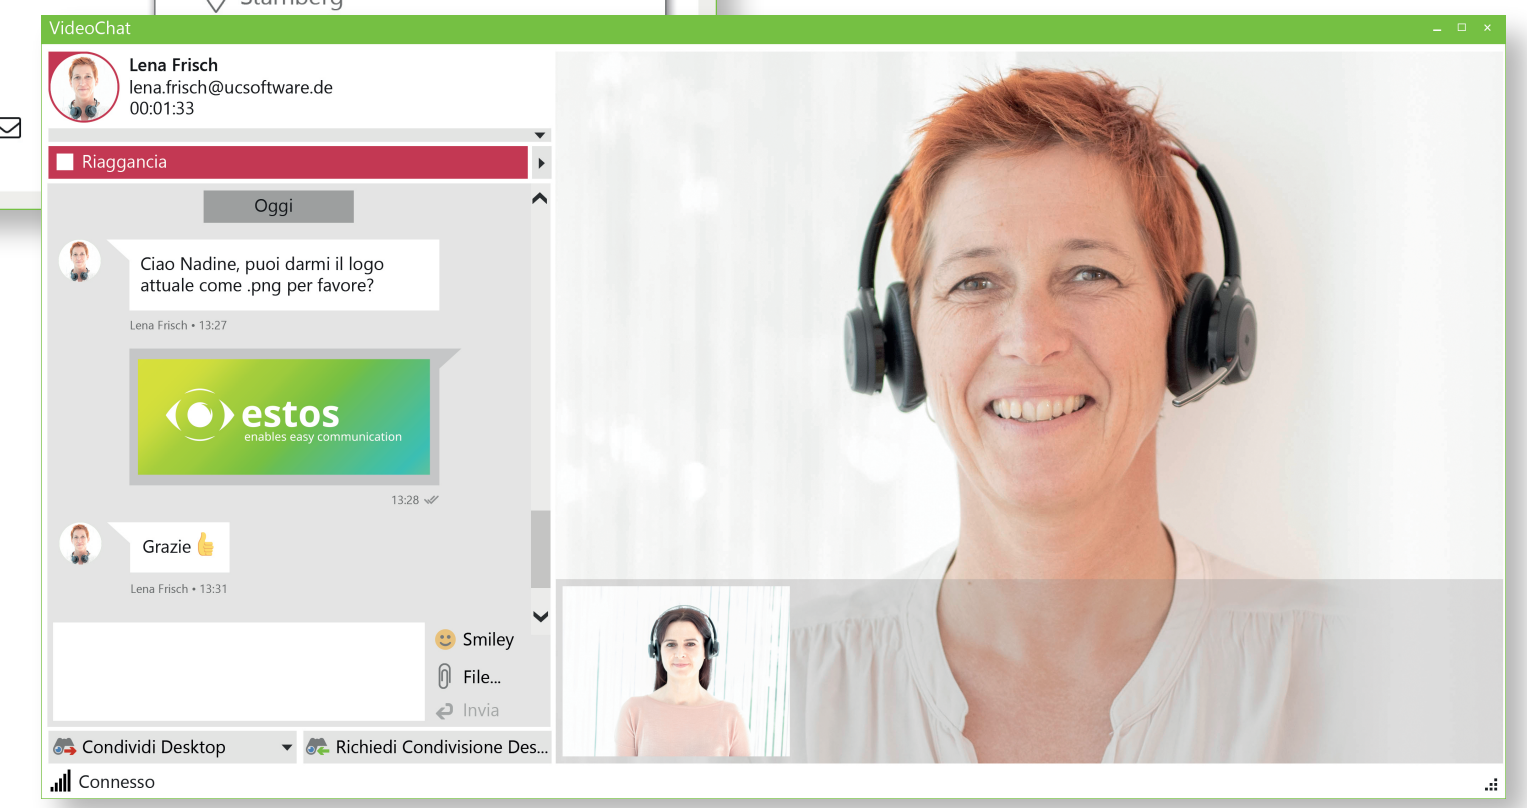 Starnberg
VideoChat
Lena Frisch
lena.frisch@ucsoftware.de
00:01:33
Riaggancia
Oggi
Ciao Nadine, puoi darmi il logo
attuale come .png per favore?
Lena Frisch • 13:27
estos
enables easy communication
13:28
Grazie 👍
Lena Frisch • 13:31
Smiley
File...
Invia
Condividi Desktop
Richiedi Condivisione Des...
Connesso